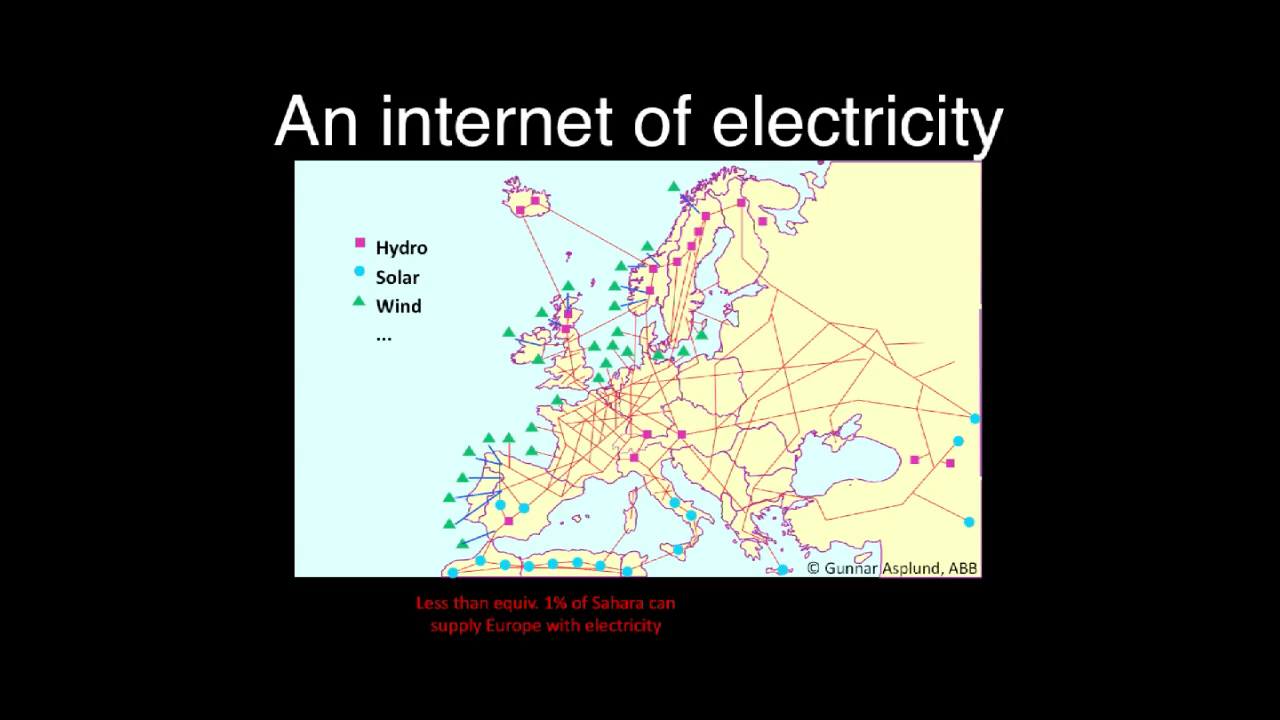 An internet of electricity
Hydro
Solar
Wind
...
© Gunnar Asplund, ABB
Less than equiv. 1% of Sahara can
supply Europe with electricity